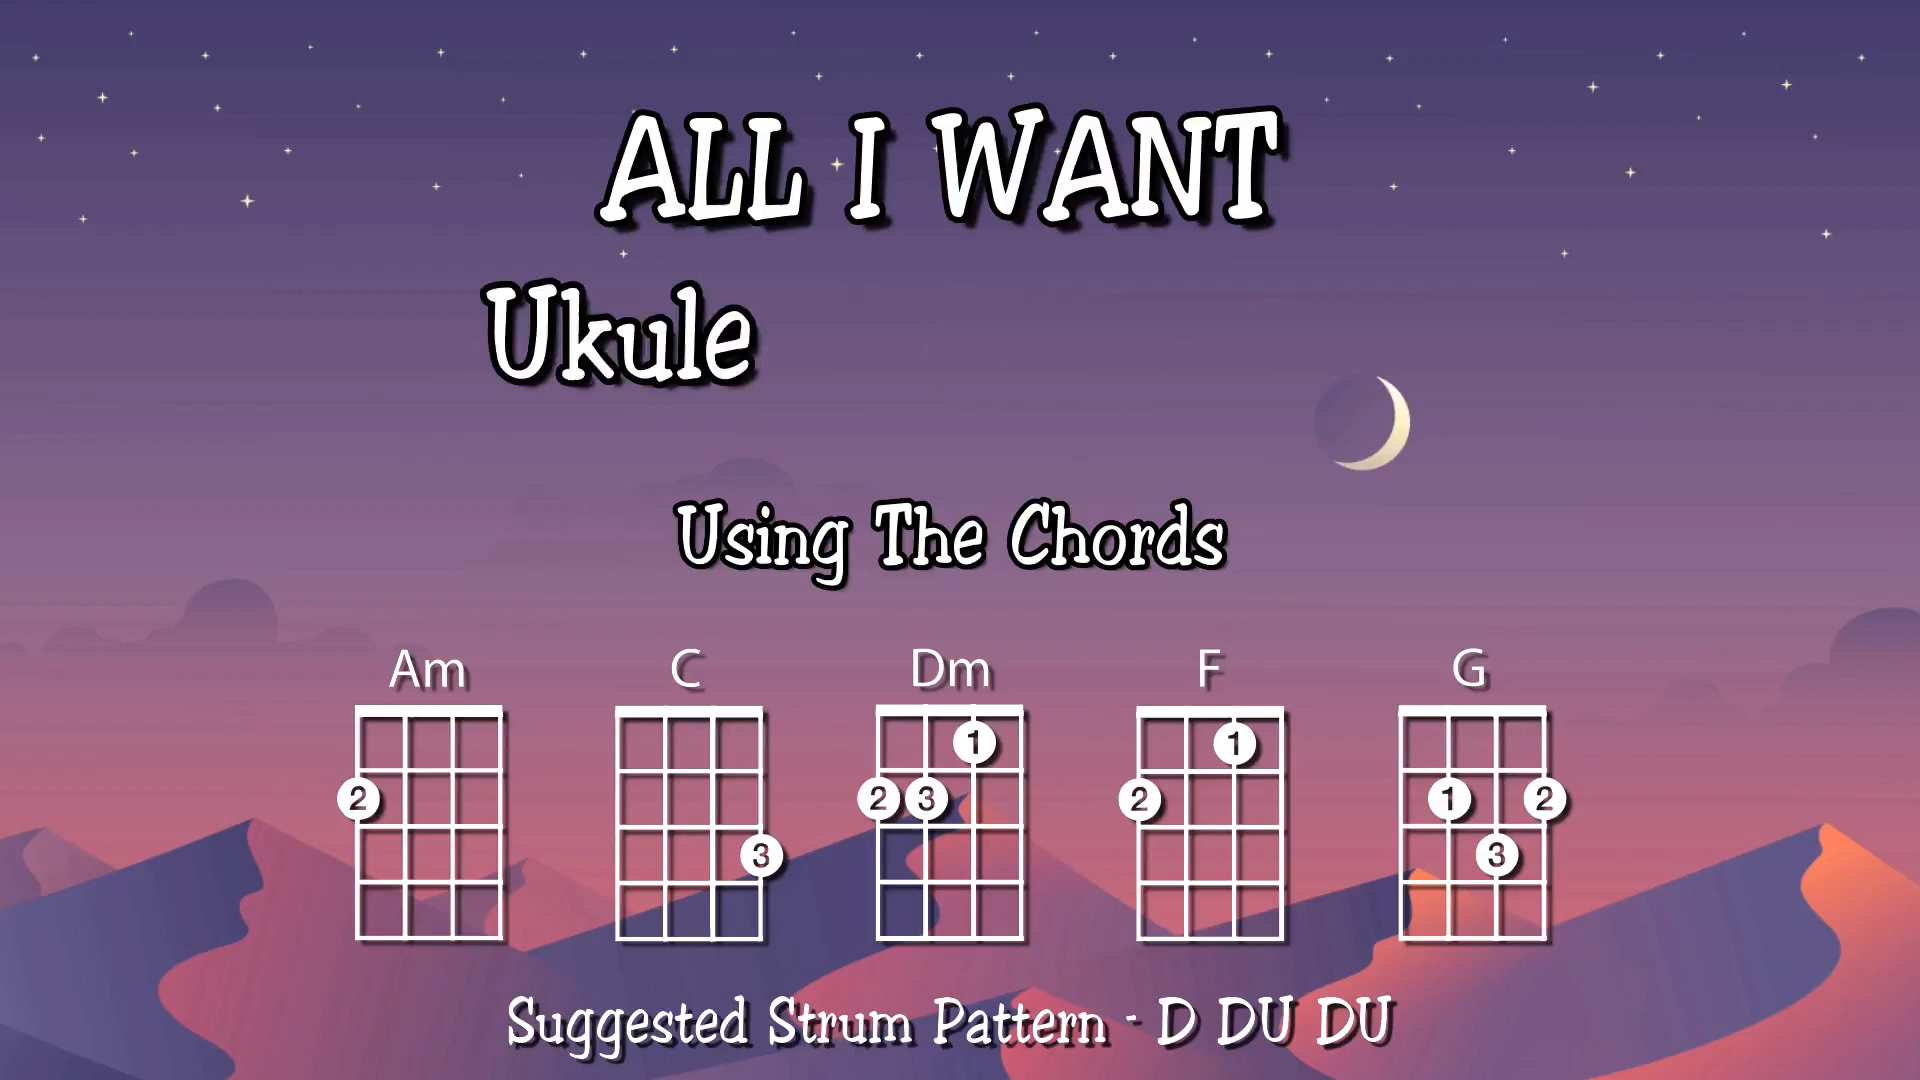 ALL I WANT
Ukule
Using The Chords
Am C Dm F G
1 1
2 2 3 2 1 2
3 3
Suggested Strum Pattern - D DU DU